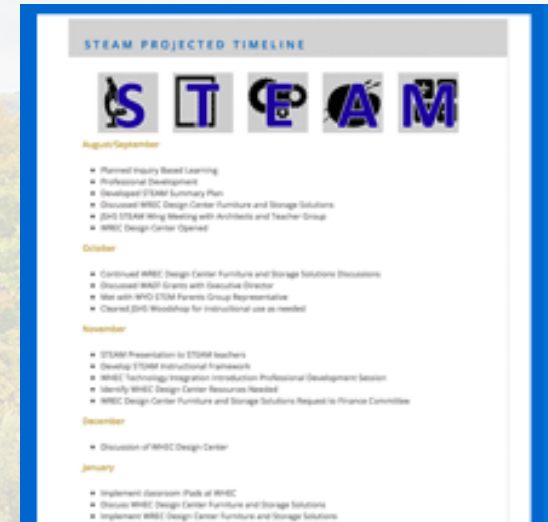 STEAM PROJECTED TIMELINE
S T E A M
August/September
Planned Inquiry Based Learning
Professional Development
Developed STEAM Summary Plan
Discussed WREC Design Center Furniture and Storage Solutions
JSHS STEAM Wing Meeting with Architects and Teacher Group
WREC Design Center Opened
October
Continued WREC Design Center Furniture and Storage Solutions Discussions
Discussed Grants with Executive Director
Met with WYO STEM Parents Group Representative
Cleared JSHS Woodshop for instructional use as needed
November
STEAM Presentation to STEAM teachers
Develop STEAM Instructional Framework
WHEC Technology Integration Introduction Professional Development Session
Identify WHEC Design Center Resources Needed
WREC Design Center Furniture and Storage Solutions Request to Finance Committee
December
Discussion of WHEC Design Center
January
Implement classroom iPads at WHEC
Discuss WHEC Design Center Furniture and Storage Solutions
Implement WREC Design Center Furniture and Storage Solutions